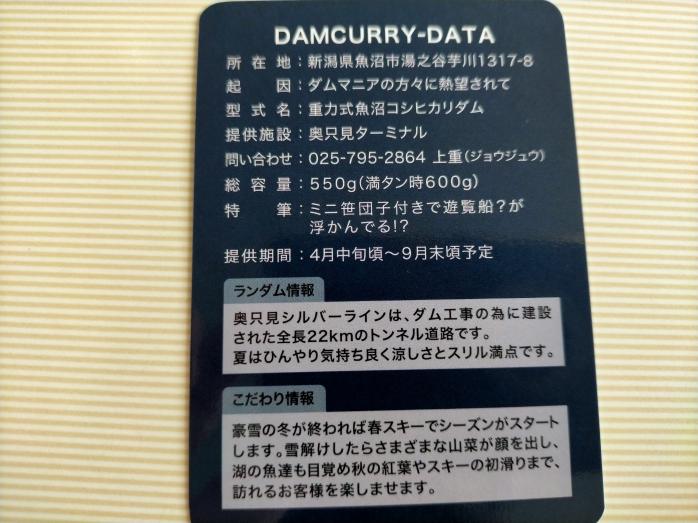 DAMCURRY-DATA
所在地：新潟県魚沼市湯之谷芋川1317-8
起因：ダムマニアの方々に熱望されて
型式名：重力式魚沼コシヒカリダム
提供施設：奥只見ターミナル
問い合わせ：025-795-2864 上重(ジョウジュウ)
総容量：550g(満タン時600g)
特筆：ミニ笹団子付きで遊覧船?が
浮かんでる!?
提供期間：4月中旬頃〜9月末頃予定
ランダム情報
奥只見シルバーラインは、ダム工事の為に建設
された全長22kmのトンネル道路です。
夏はひんやり気持ち良く涼しさとスリル満点です。
こだわり情報
豪雪の冬が終われば春スキーでシーズンがスタート
します。雪解けしたらさまざまな山菜が顔を出し、
湖の魚達も目覚め秋の紅葉やスキーの初滑りまで、
訪れるお客様を楽しませます。